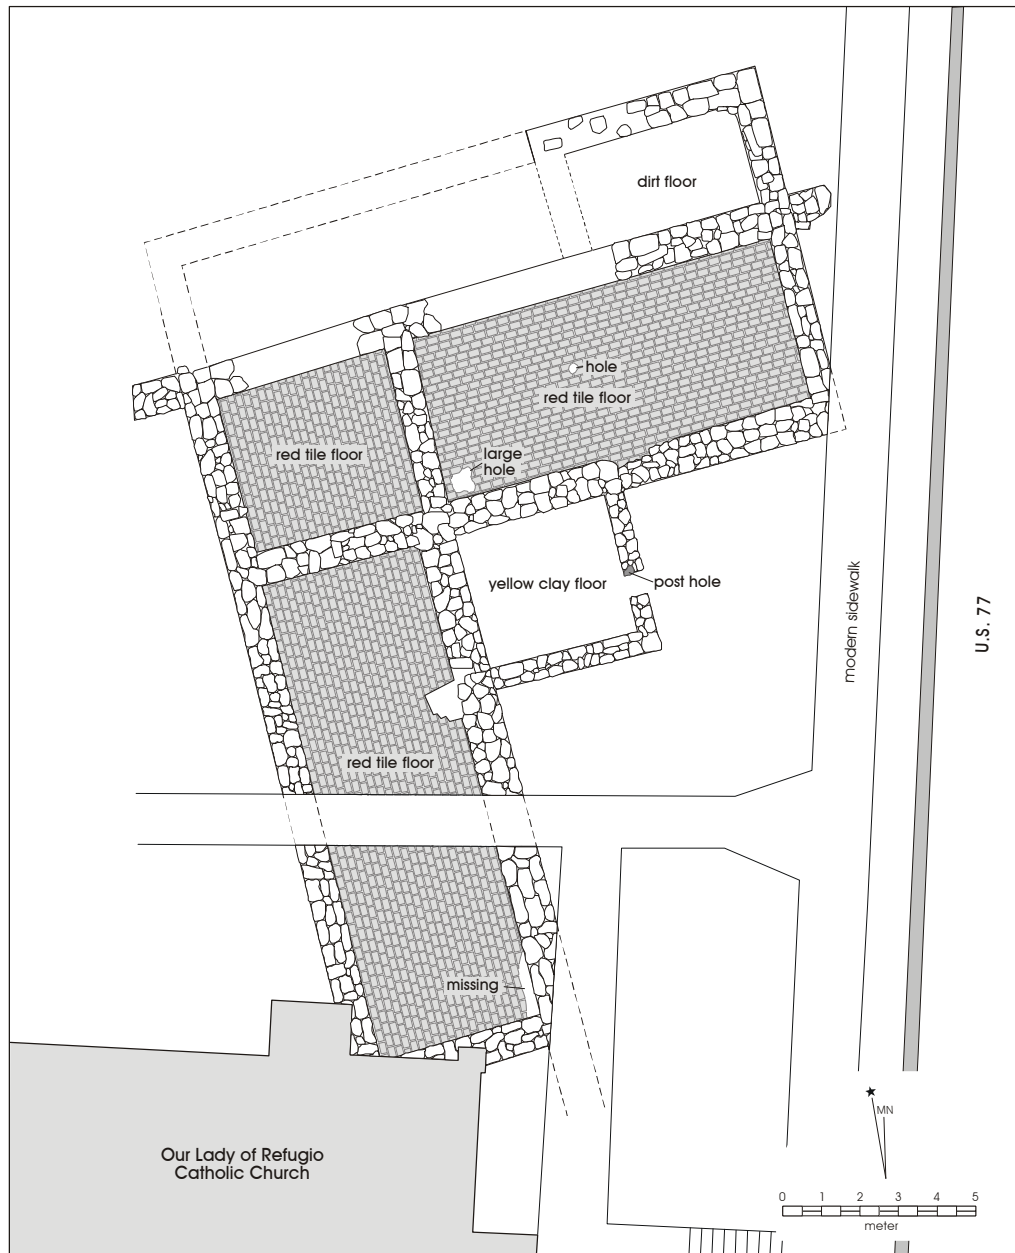 dirt floor
hole
red tile floor
red tile floor
large
hole
yellow clay floor
post hole
modern sidewalk
U.S. 77
red tile floor
missing
MN
Our Lady of Refugio
Catholic Church
0 1 2 3 4 5
meter